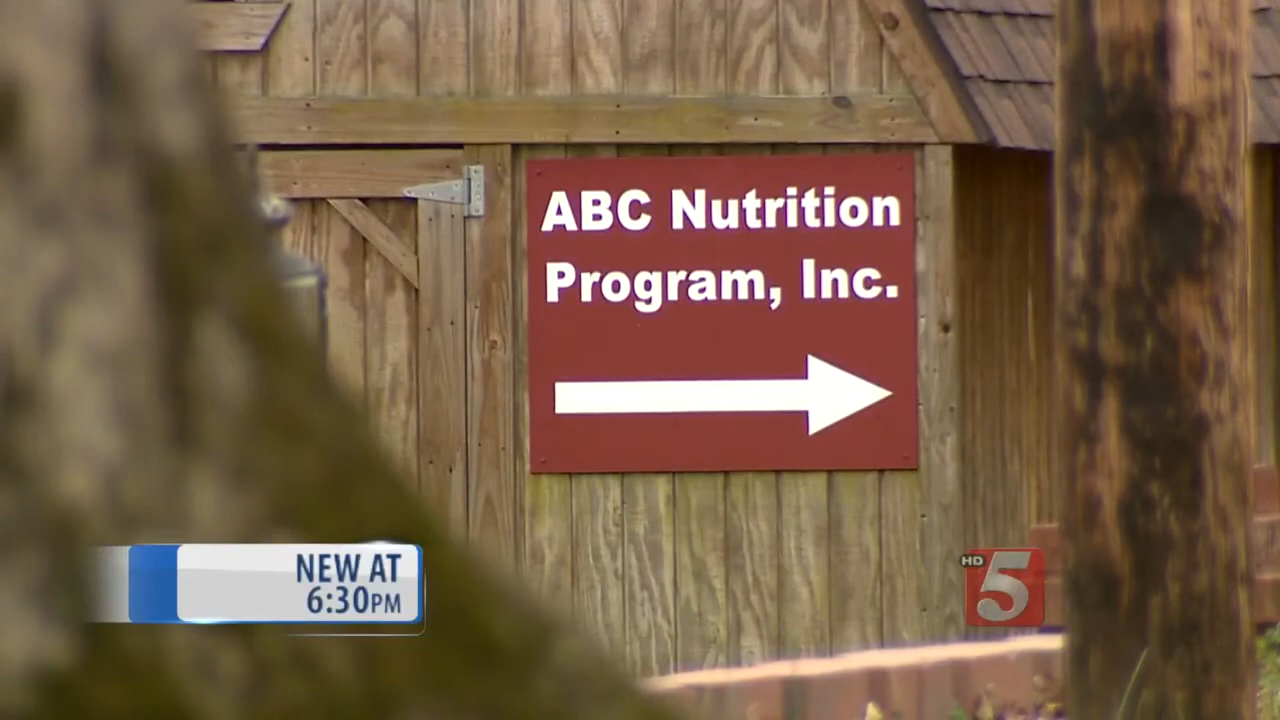 ABC Nutrition
Program, Inc.
NEW AT
6:30PM
HD
5